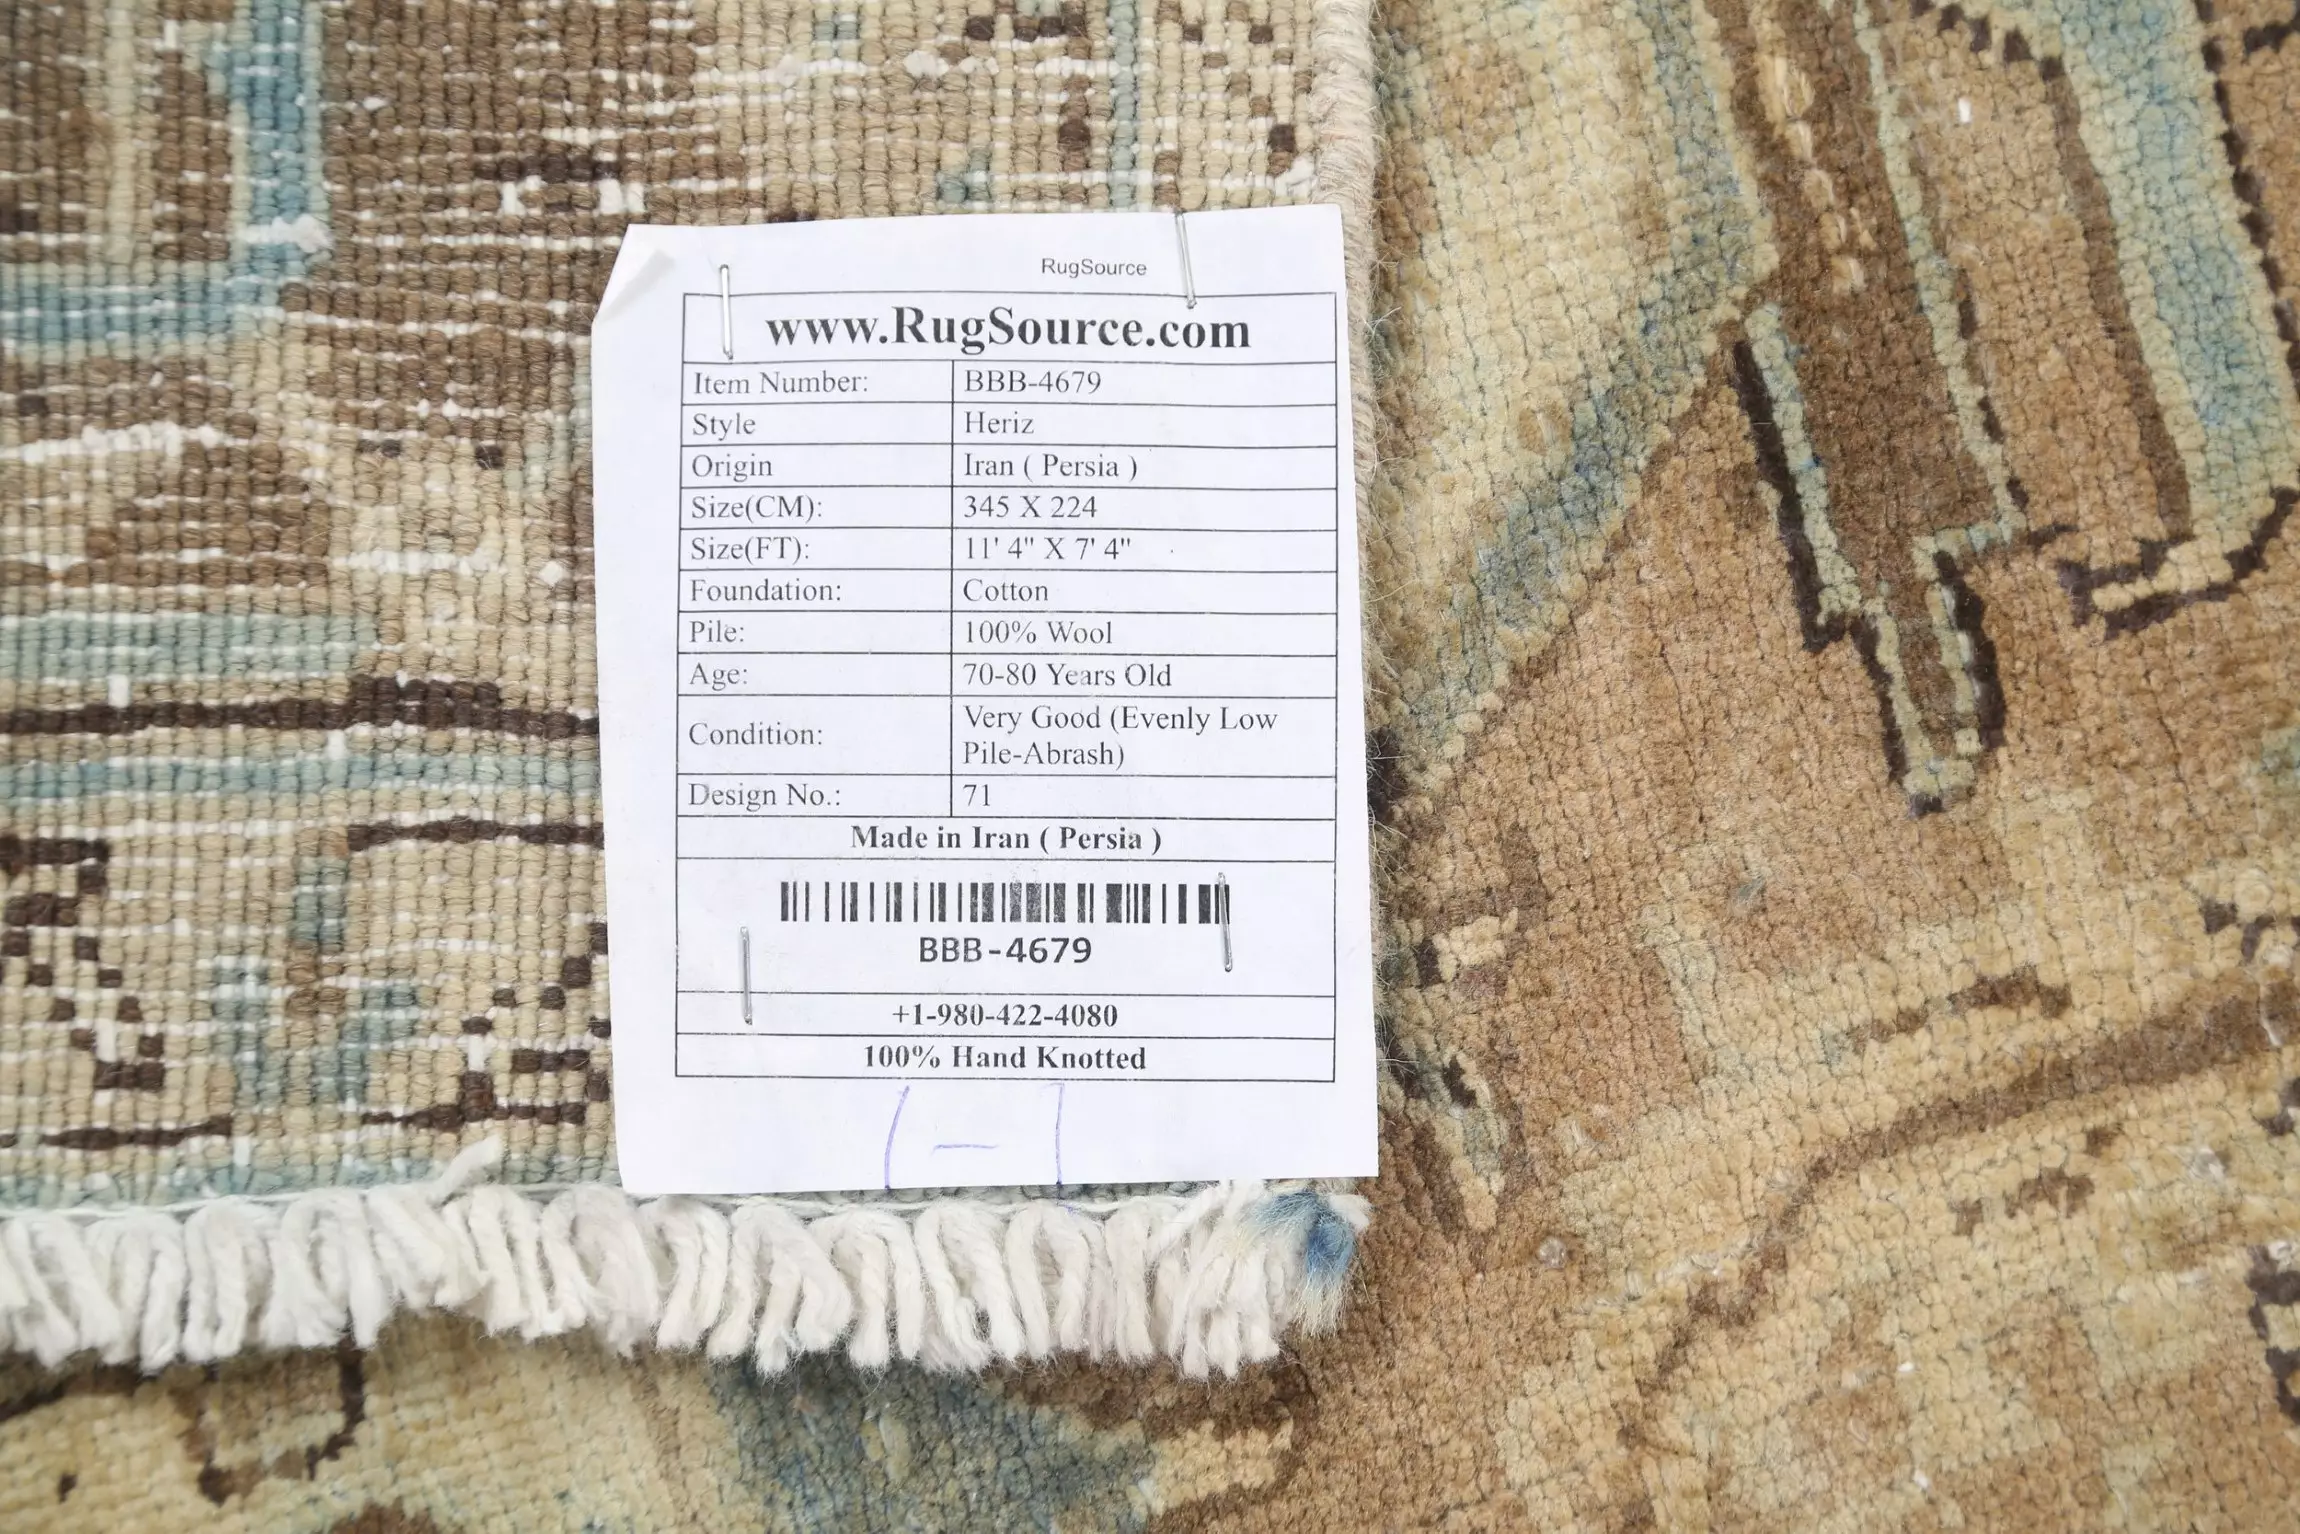 RugSource
www.RugSource.com
Item Number: BBB-4679
Style Heriz
Origin Iran ( Persia )
Size(CM): 345 X 224
Size(FT): 11' 4" X 7' 4"
Foundation: Cotton
Pile: 100% Wool
Age: 70-80 Years Old
Condition: Very Good (Evenly Low
Pile-Abrash)
Design No.: 71
Made in Iran ( Persia )
BBB-4679
+1-980-422-4080
100% Hand Knotted